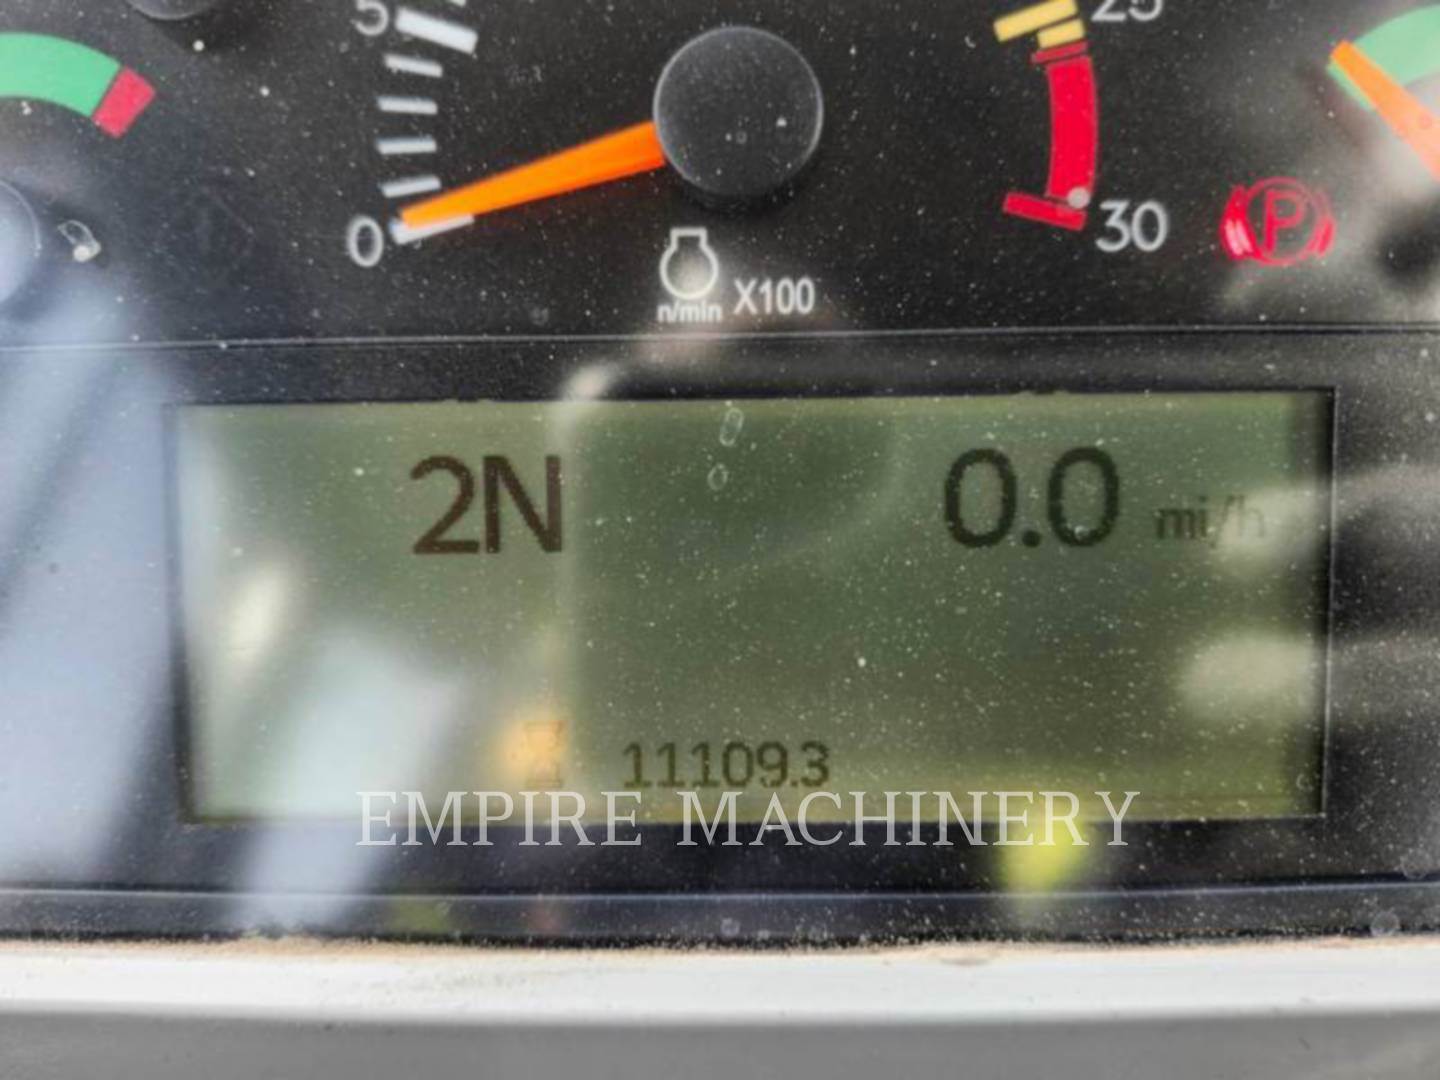 5
25
0
30
P
n/min X100
2N 0.0 mi/h
11109.3
EMPIRE MACHINERY